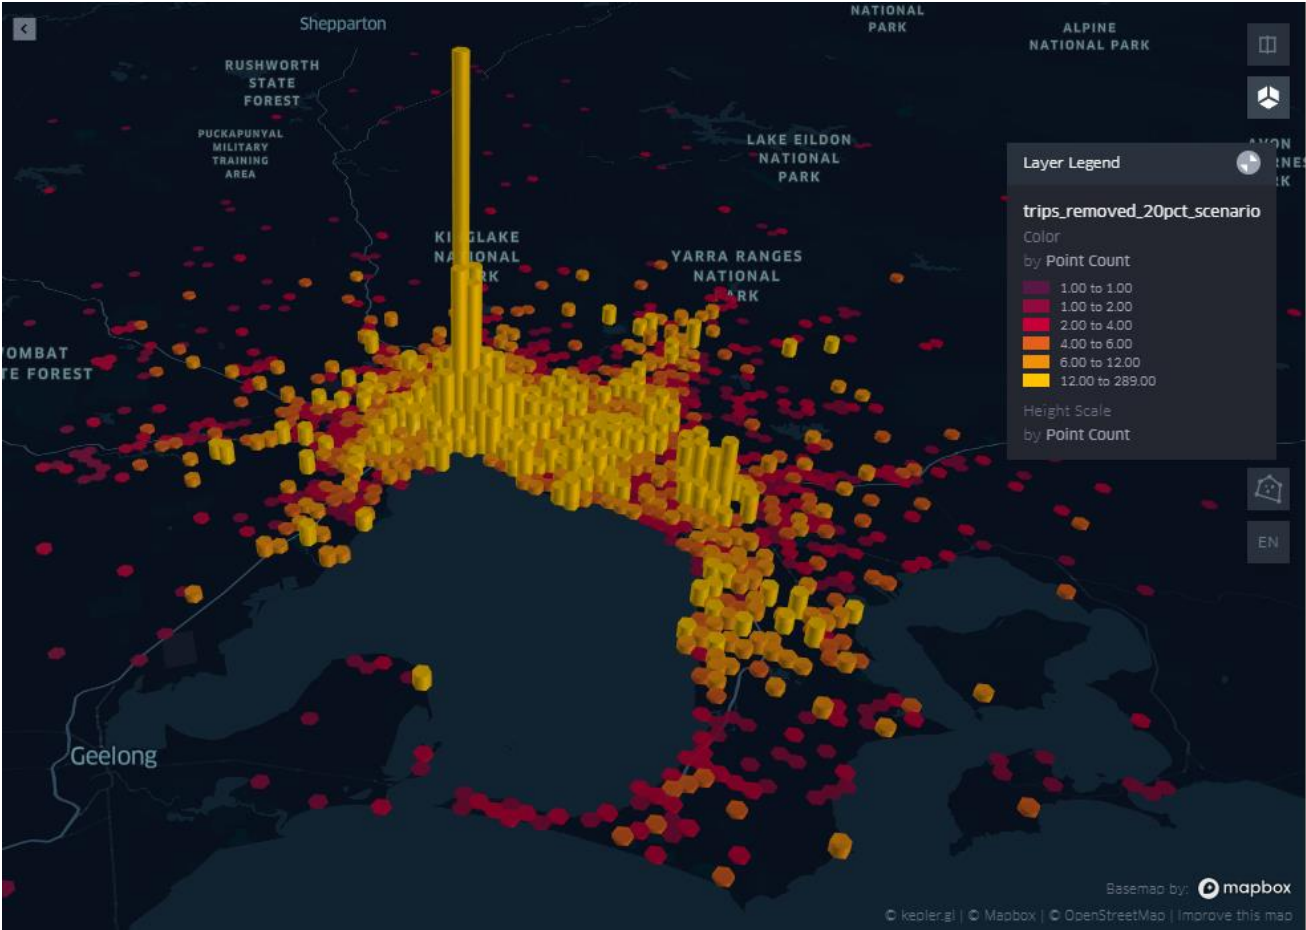 Shepparton
NATIONAL
PARK
ALPINE
NATIONAL PARK
RUSHWORTH
STATE
FOREST
PUCKAPUNYAL
MILITARY
TRAINING
AREA
LAKE EILDON
NATIONAL
PARK
Layer Legend
trips_removed_20pct_scenario
Color
by Point Count
1.00 to 1.00
1.00 to 2.00
2.00 to 4.00
4.00 to 6.00
6.00 to 12.00
12.00 to 289.00
Height Scale
by Point Count
YARRA RANGES
NATIONAL
EN
Geelong
Basemap by: mapbox
© kepler.gl | © Mapbox | © OpenStreetMap | Improve this map